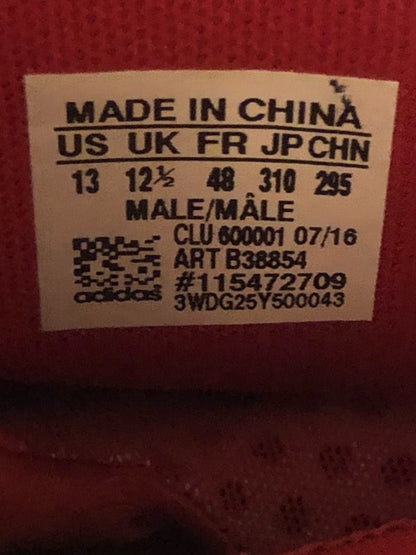 MADE IN CHINA
US UK FR JP CHN
13 12½ 48 310 295
MALE/MÂLE
CLU 600001 07/16
ART B38854
#115472709
adidas 3WDG25Y500043